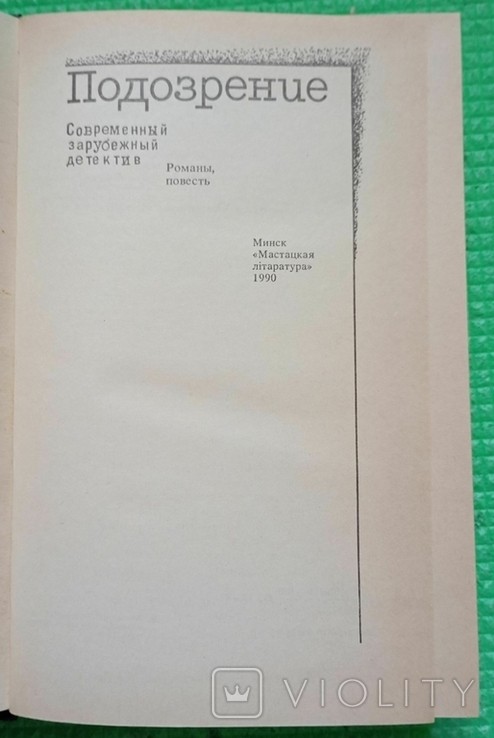 Подозрение
Современный
зарубежный
детектив
Романы,
повесть
Минск
«Мастацкая
літаратура»
1990
VIOLITY